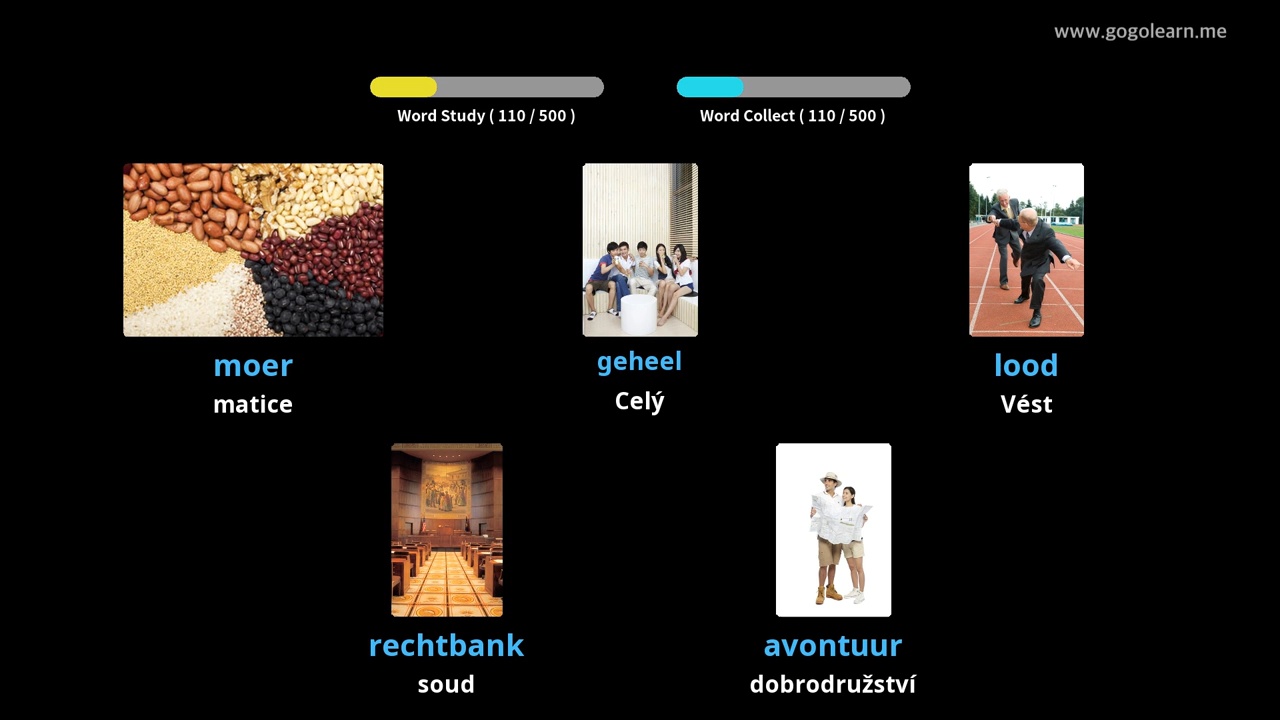 www.gogolearn.me
Word Study ( 110 / 500 )
Word Collect ( 110 / 500 )
moer
matice
geheel
Celý
lood
Vést
rechtbank
soud
avontuur
dobrodružství